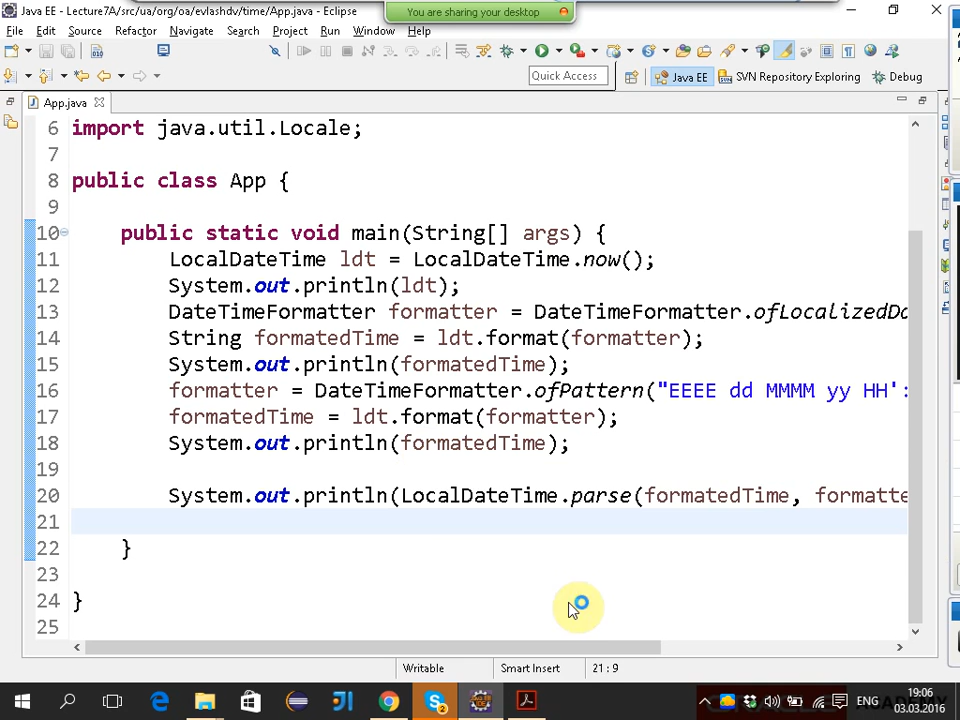 Java EE - Lecture7A/src/ua/org/oa/evlashdv/time/App.java - Eclipse
You are sharing your desktop
File Edit Source Refactor Navigate Search Project Run Window Help
Quick Access
Java EE
SVN Repository Exploring
Debug
App.java
6 import java.util.Locale;
7
8 public class App {
9
10 public static void main(String[] args) {
11 LocalDateTime ldt = LocalDateTime.now();
12 System.out.println(ldt);
13 DateTimeFormatter formatter = DateTimeFormatter.ofLocalizedDa
14 String formatedTime = ldt.format(formatter);
15 System.out.println(formatedTime);
16 formatter = DateTimeFormatter.ofPattern("EEEE dd MMMM yy HH':
17 formatedTime = ldt.format(formatter);
18 System.out.println(formatedTime);
19
20 System.out.println(LocalDateTime.parse(formatedTime, formatte
21
22 }
23
24 }
25
Writable
Smart Insert
21 : 9
ENG
19:06
03.03.2016